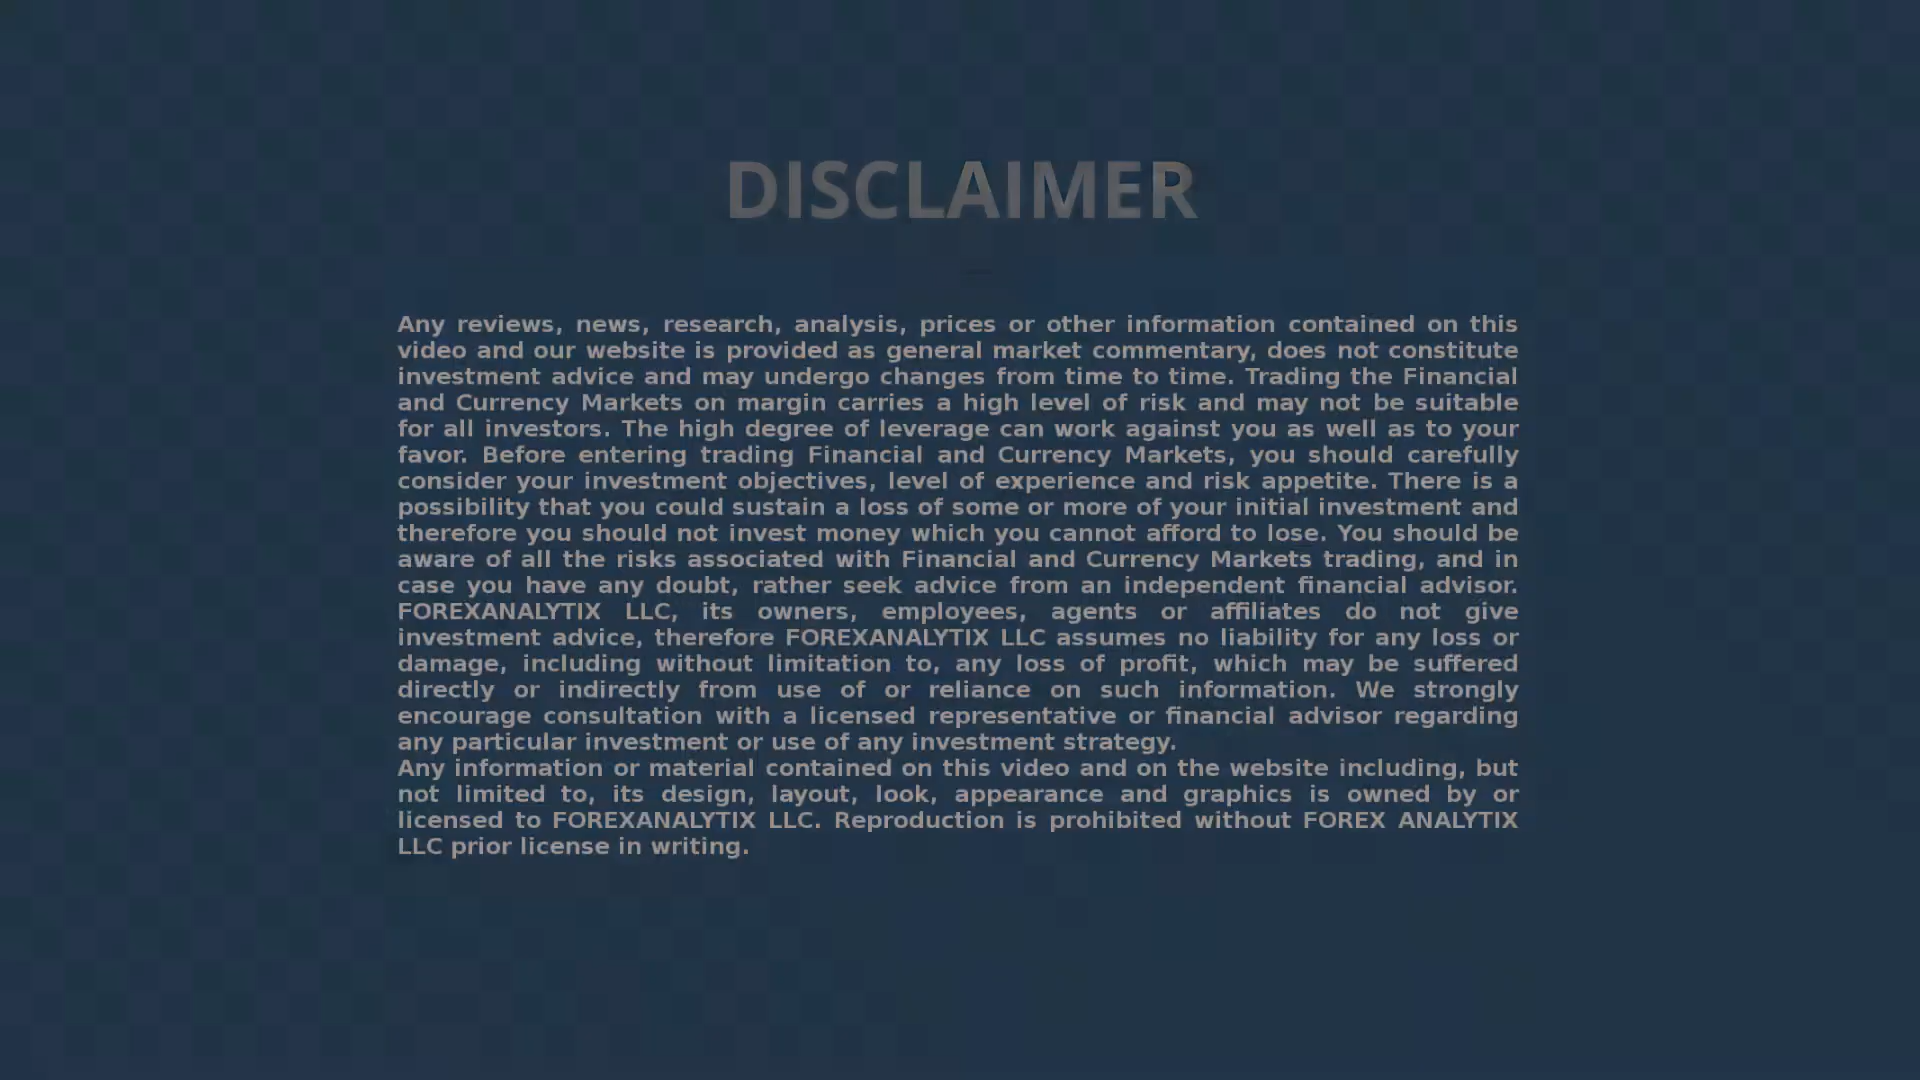 DISCLAIMER
Any reviews, news, research, analysis, prices or other information contained on this
video and our website is provided as general market commentary, does not constitute
investment advice and may undergo changes from time to time. Trading the Financial
and Currency Markets on margin carries a high level of risk and may not be suitable
for all investors. The high degree of leverage can work against you as well as to your
favor. Before entering trading Financial and Currency Markets, you should carefully
consider your investment objectives, level of experience and risk appetite. There is a
possibility that you could sustain a loss of some or more of your initial investment and
therefore you should not invest money which you cannot afford to lose. You should be
aware of all the risks associated with Financial and Currency Markets trading, and in
case you have any doubt, rather seek advice from an independent financial advisor.
FOREXANALYTIX LLC, its owners, employees, agents or affiliates do not give
investment advice, therefore FOREXANALYTIX LLC assumes no liability for any loss or
damage, including without limitation to, any loss of profit, which may be suffered
directly or indirectly from use of or reliance on such information. We strongly
encourage consultation with a licensed representative or financial advisor regarding
any particular investment or use of any investment strategy.
Any information or material contained on this video and on the website including, but
not limited to, its design, layout, look, appearance and graphics is owned by or
licensed to FOREXANALYTIX LLC. Reproduction is prohibited without FOREX ANALYTIX
LLC prior license in writing.